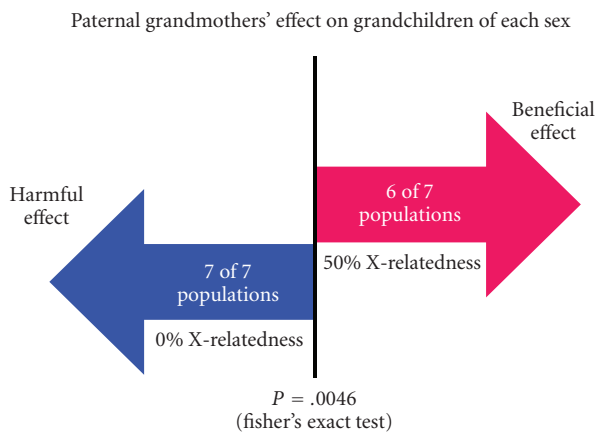 Paternal grandmothers’ effect on grandchildren of each sex
Beneficial
effect
6 of 7
populations
50% X-relatedness
Harmful
effect
7 of 7
populations
0% X-relatedness
P = .0046
(fisher’s exact test)